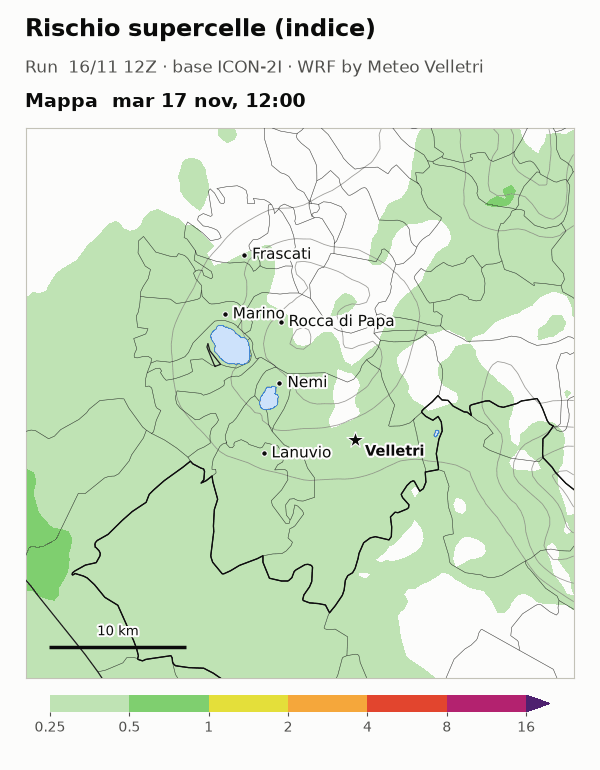 Rischio supercelle (indice)
Run  16/11 12Z · base ICON-2I · WRF by Meteo Velletri
Mappa  mar 17 nov, 12:00
Frascati
Marino
Rocca di Papa
Nemi
Velletri
Lanuvio
10 km
0.25 0.5 1 2 4 8 16